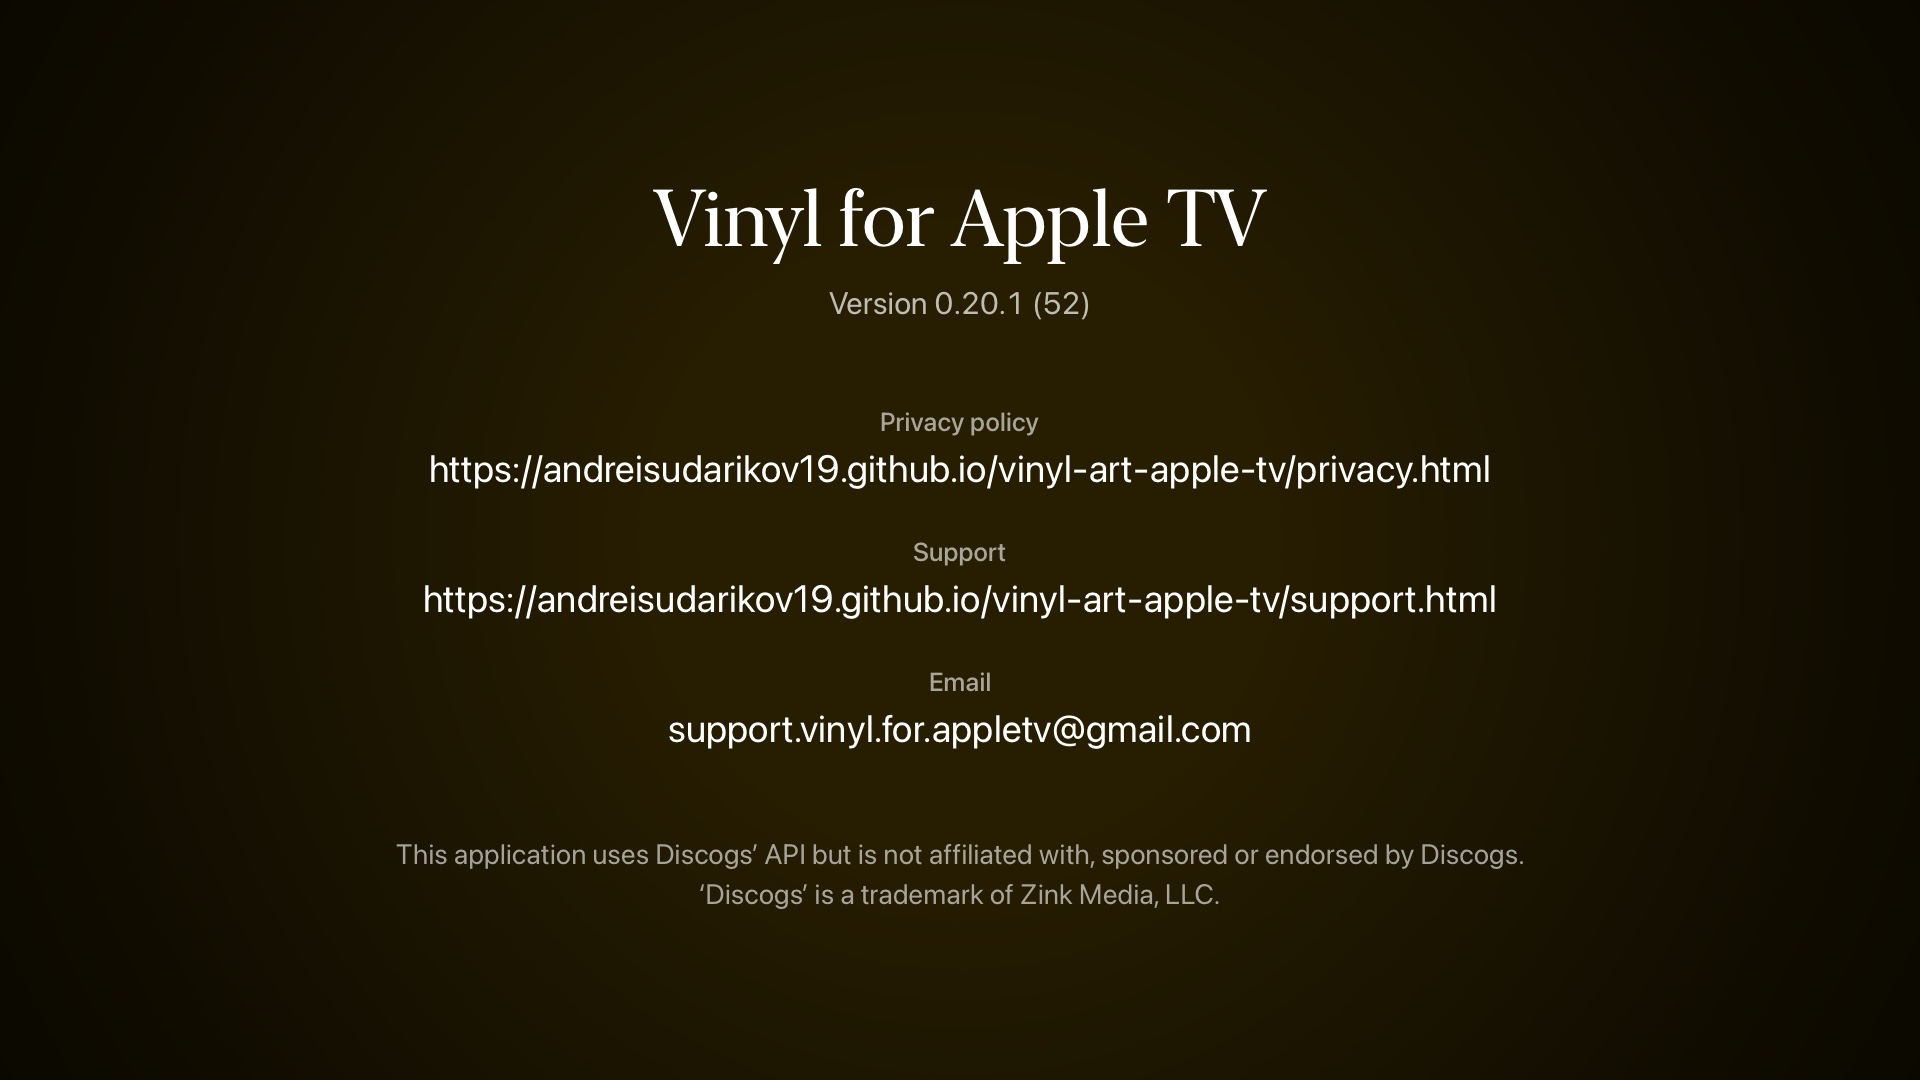 Vinyl for Apple TV
Version 0.20.1 (52)
Privacy policy
https://andreisudarikov19.github.io/vinyl-art-apple-tv/privacy.html
Support
https://andreisudarikov19.github.io/vinyl-art-apple-tv/support.html
Email
support.vinyl.for.appletv@gmail.com
This application uses Discogs’ API but is not affiliated with, sponsored or endorsed by Discogs.
‘Discogs’ is a trademark of Zink Media, LLC.